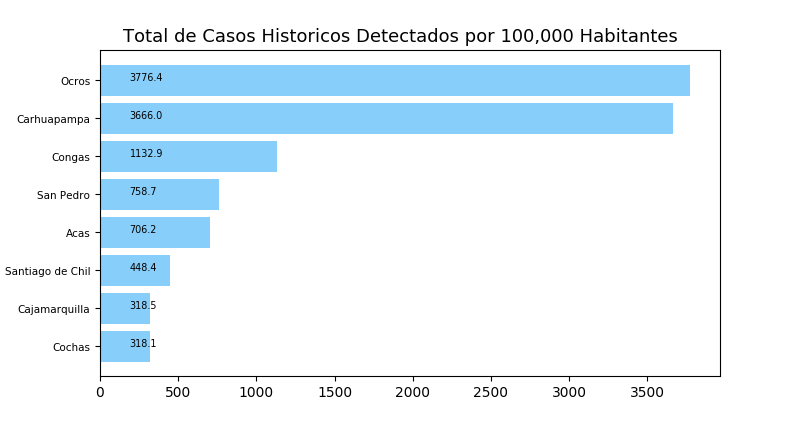 Total de Casos Historicos Detectados por 100,000 Habitantes
Ocros 3776.4
Carhuapampa 3666.0
Congas 1132.9
San Pedro 758.7
Acas 706.2
Santiago de Chil 448.4
Cajamarquilla 318.5
Cochas 318.1
0 500 1000 1500 2000 2500 3000 3500